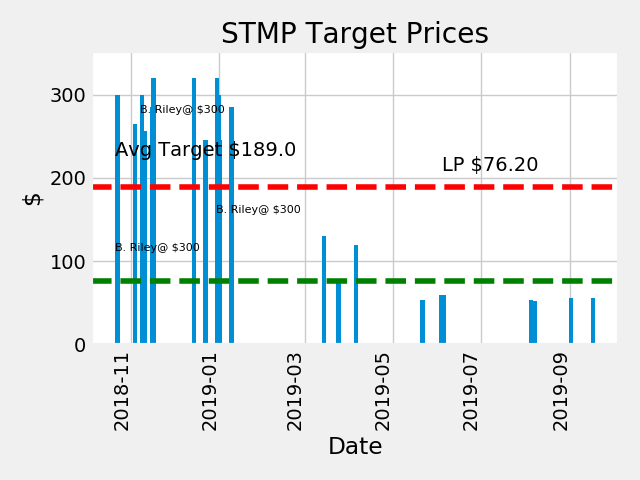 STMP Target Prices
300
B. Riley@ $300
Avg Target $189.0
LP $76.20
200
B. Riley@ $300
B. Riley@ $300
100
0
$
2018-11
2019-01
2019-03
2019-05
2019-07
2019-09
Date